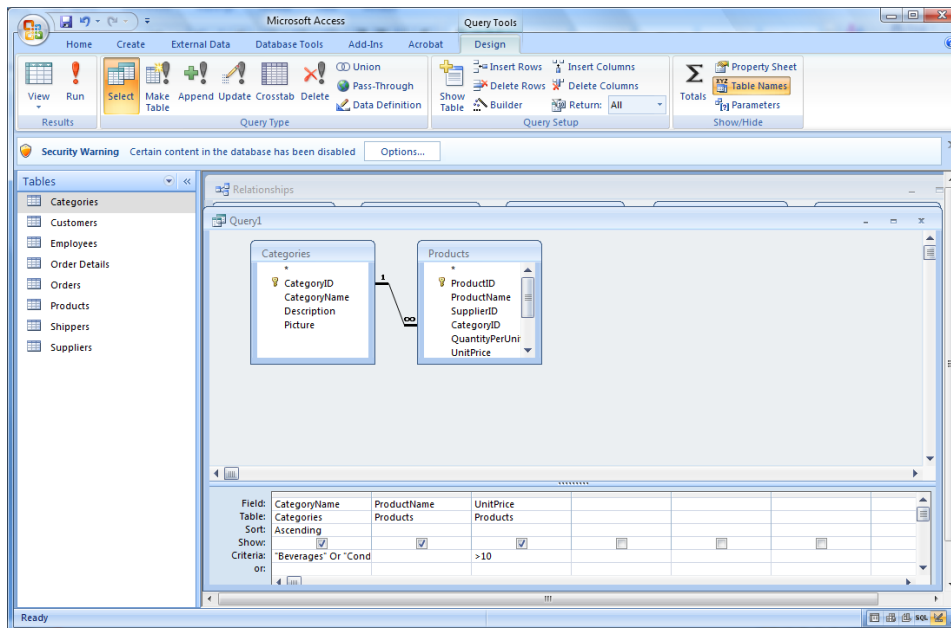 Microsoft Access
Query Tools
Home Create External Data Database Tools Add-Ins Acrobat Design
View
Run
Select
Make Table
Append
Update
Crosstab
Delete
Union
Pass-Through
Data Definition
Show Table
Insert Rows
Delete Rows
Builder
Insert Columns
Delete Columns
Return: All
Totals
Property Sheet
XYZ Table Names
[?] Parameters
Results
Query Type
Query Setup
Show/Hide
Security Warning Certain content in the database has been disabled Options...
Tables
Categories
Customers
Employees
Order Details
Orders
Products
Shippers
Suppliers
Relationships
Query1
Categories
*
CategoryID
CategoryName
Description
Picture
1
∞
Products
*
ProductID
ProductName
SupplierID
CategoryID
QuantityPerUni
UnitPrice
Field: CategoryName ProductName UnitPrice
Table: Categories Products Products
Sort: Ascending
Show:
Criteria: "Beverages" Or "Cond >10
or:
Ready
SQL